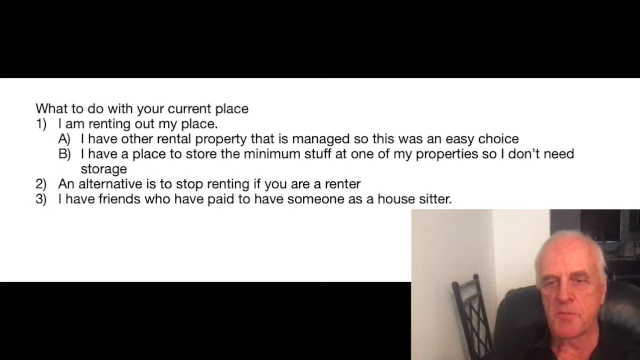 What to do with your current place
1) I am renting out my place.
A) I have other rental property that is managed so this was an easy choice
B) I have a place to store the minimum stuff at one of my properties so I don't need
storage
2) An alternative is to stop renting if you are a renter
3) I have friends who have paid to have someone as a house sitter.